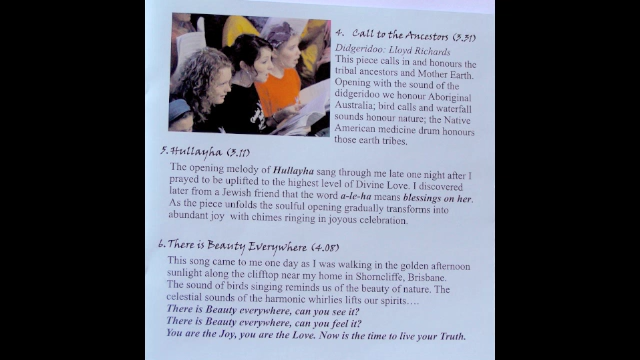 4. Call to the Ancestors (3.31)
Didgeridoo: Lloyd Richards
This piece calls in and honours the
tribal ancestors and Mother Earth.
Opening with the sound of the
didgeridoo we honour Aboriginal
Australia; bird calls and waterfall
sounds honour nature; the Native
American medicine drum honours
those earth tribes.
5. Hullayha (5.11)
The opening melody of Hullayha sang through me late one night after I
prayed to be uplifted to the highest level of Divine Love. I discovered
later from a Jewish friend that the word a-le-ha means blessings on her.
As the piece unfolds the soulful opening gradually transforms into
abundant joy with chimes ringing in joyous celebration.
6. There is Beauty Everywhere (4.08)
This song came to me one day as I was walking in the golden afternoon
sunlight along the clifftop near my home in Shorncliffe, Brisbane.
The sound of birds singing reminds us of the beauty of nature. The
celestial sounds of the harmonic whirlies lift our spirits....
There is Beauty everywhere, can you see it?
There is Beauty everywhere, can you feel it?
You are the Joy, you are the Love. Now is the time to live your Truth.